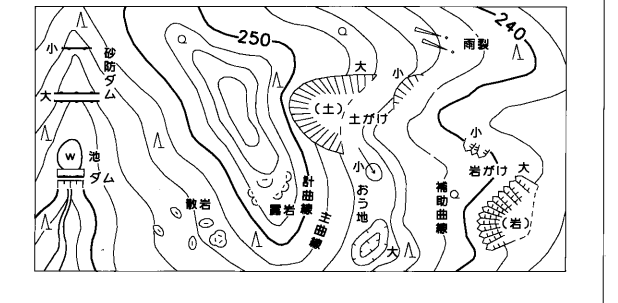 250
240
小
砂防ダム
大
W
池
ダム
散岩
露岩
計曲線
主曲線
大
(土)
土がけ
小
小
おう地
大
補助曲線
雨裂
小
岩がけ
大
(岩)